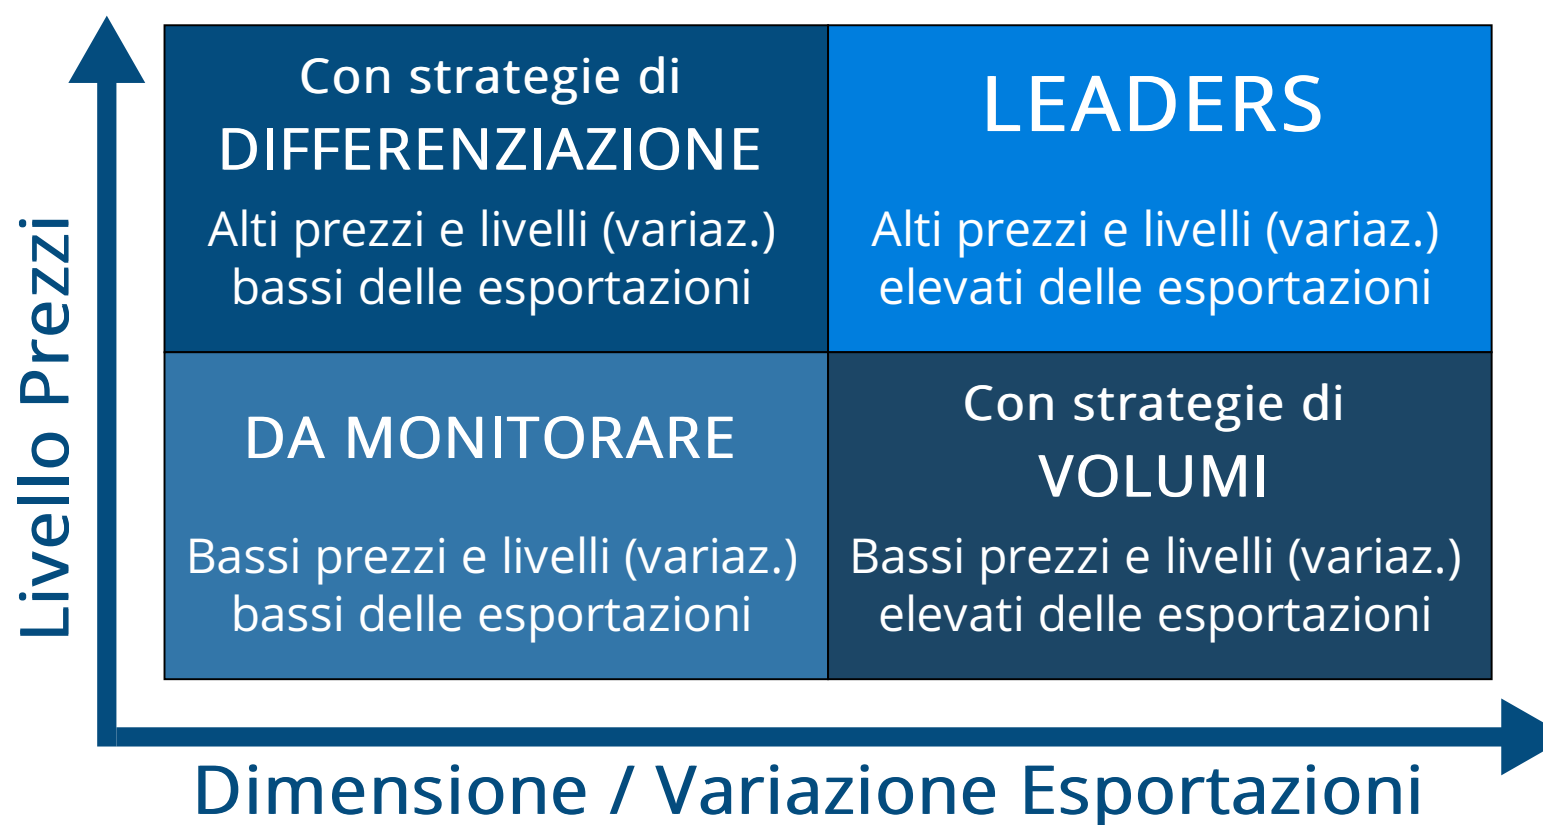 Livello Prezzi
Con strategie di
DIFFERENZIAZIONE
Alti prezzi e livelli (variaz.)
bassi delle esportazioni
LEADERS
Alti prezzi e livelli (variaz.)
elevati delle esportazioni
DA MONITORARE
Bassi prezzi e livelli (variaz.)
bassi delle esportazioni
Con strategie di
VOLUMI
Bassi prezzi e livelli (variaz.)
elevati delle esportazioni
Dimensione / Variazione Esportazioni